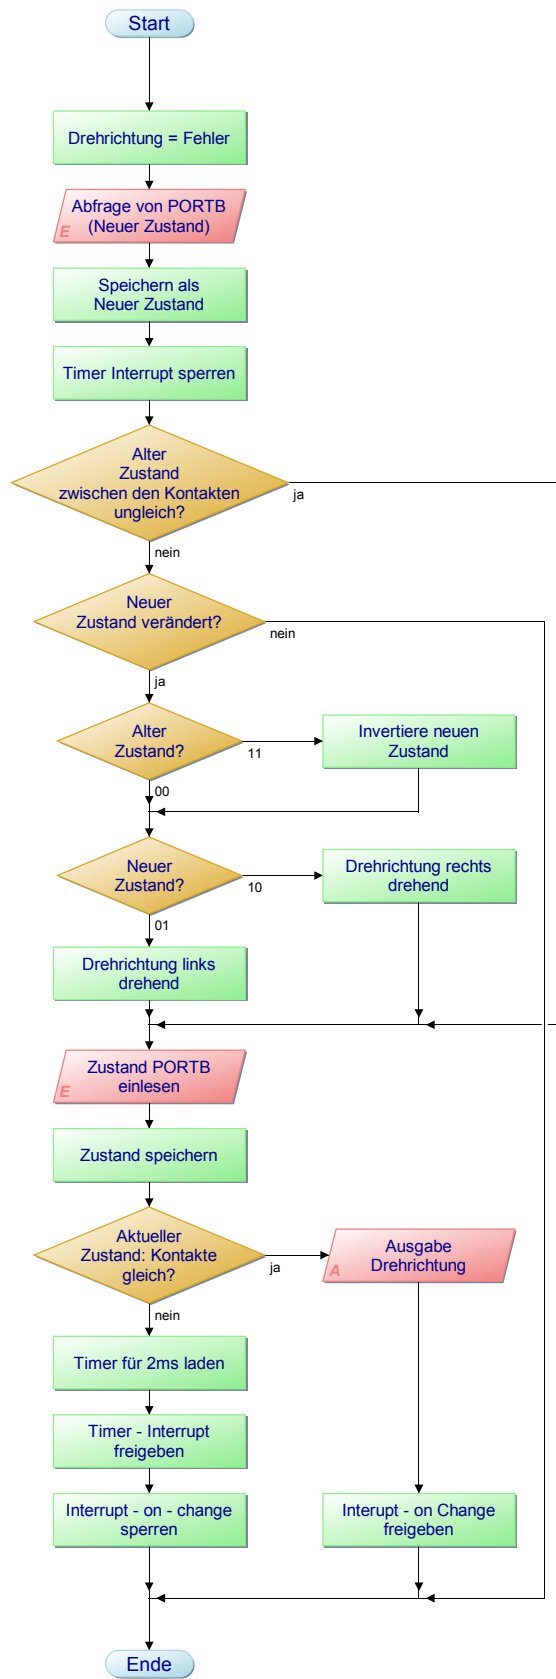 Start
Drehrichtung = Fehler
Abfrage von PORTB
(Neuer Zustand)
E
Speichern als
Neuer Zustand
Timer Interrupt sperren
Alter
Zustand
zwischen den Kontakten
ungleich?
ja
nein
Neuer
Zustand verändert?
nein
ja
Alter
Zustand?
11
Invertiere neuen
Zustand
00
Neuer
Zustand?
10
Drehrichtung rechts
drehend
01
Drehrichtung links
drehend
Zustand PORTB
einlesen
E
Zustand speichern
Aktueller
Zustand: Kontakte
gleich?
ja
Ausgabe
Drehrichtung
A
nein
Timer für 2ms laden
Timer - Interrupt
freigeben
Interrupt - on - change
sperren
Interupt - on Change
freigeben
Ende